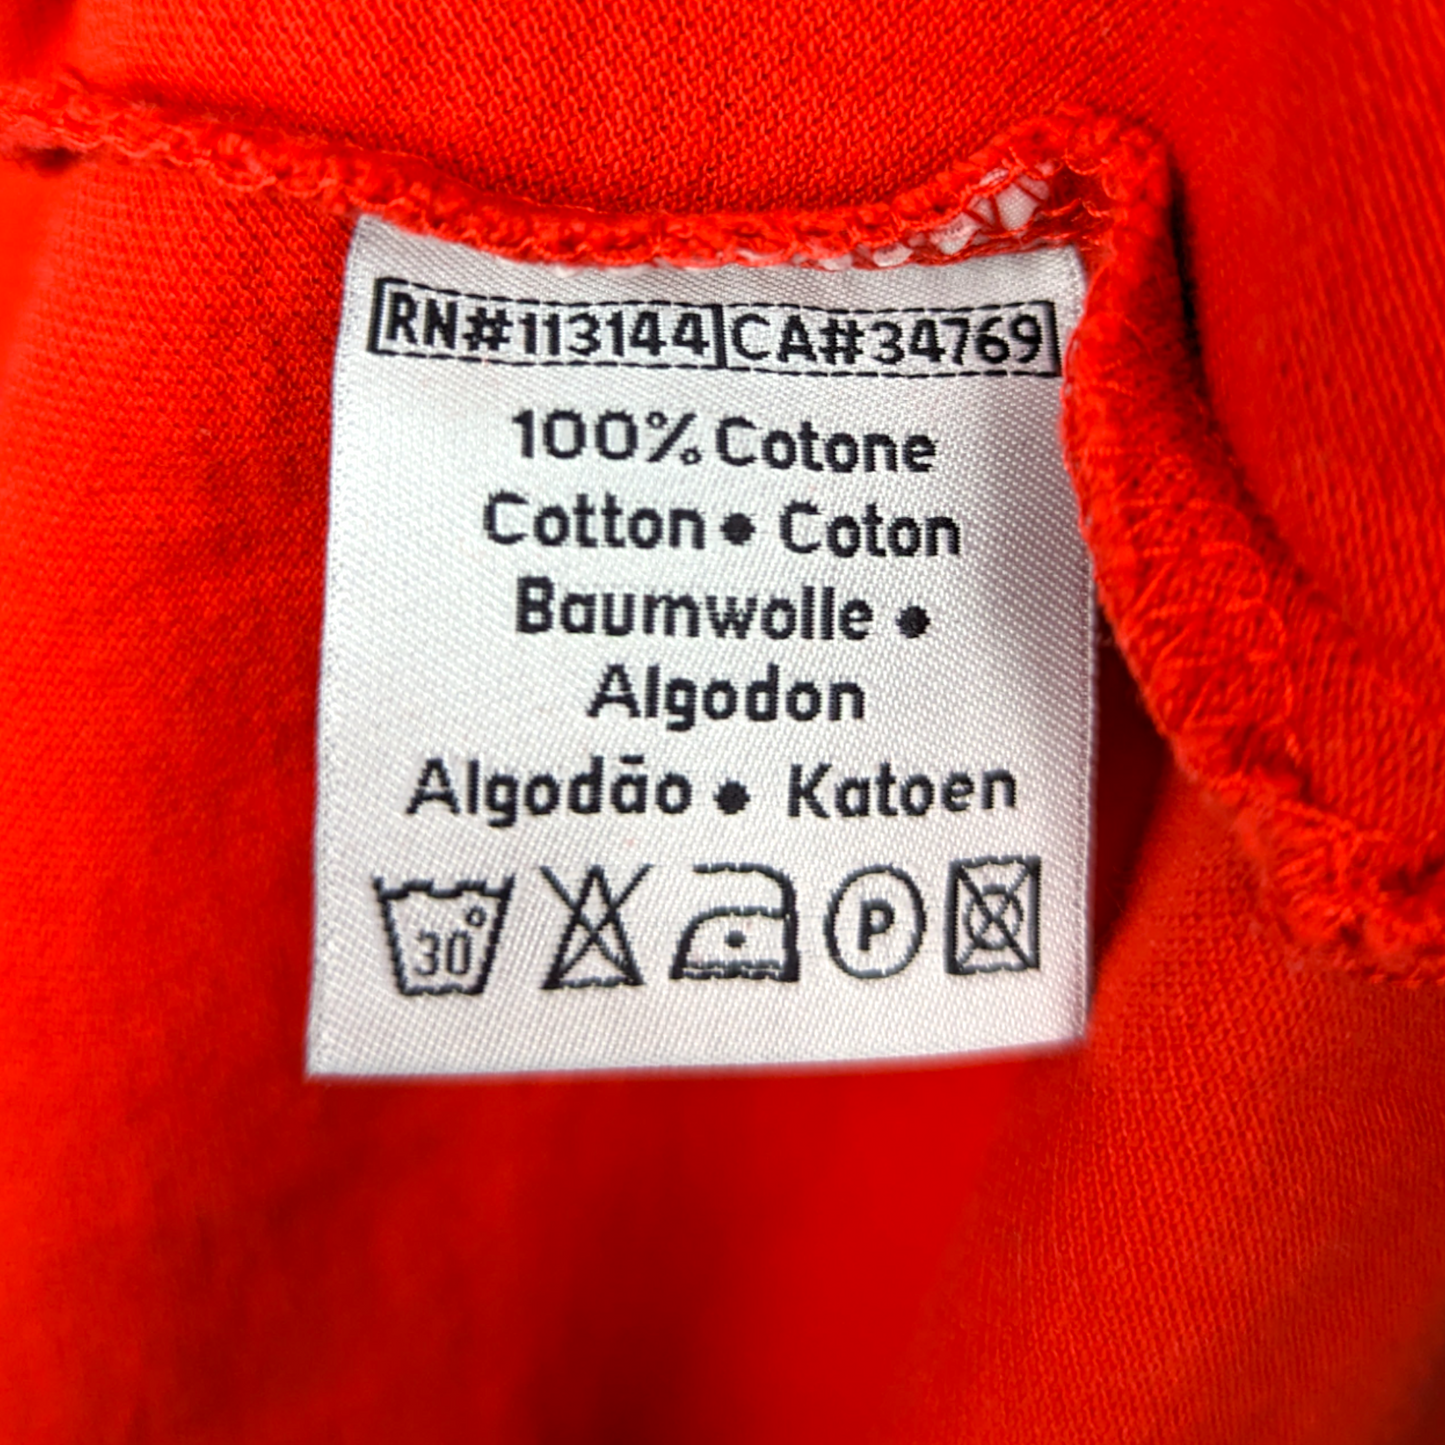 RN#113144 CA#34769
100% Cotone
Cotton • Coton
Baumwolle •
Algodon
Algodão • Katoen
30° P